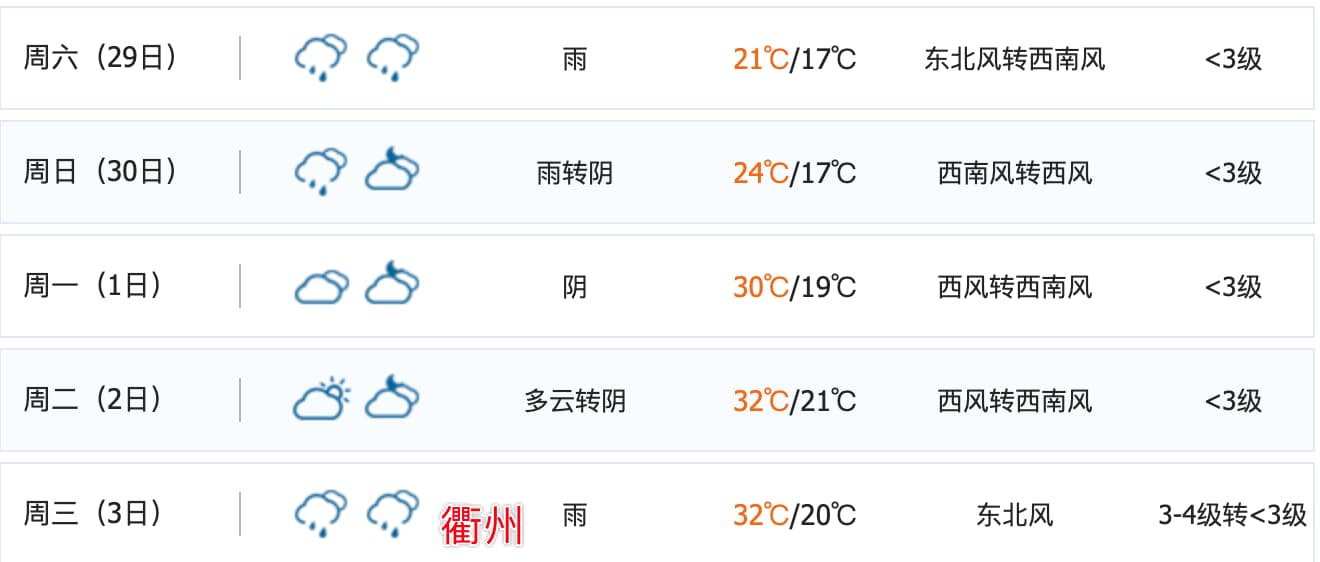 周六（29日） 雨 21℃/17℃ 东北风转西南风 <3级
周日（30日） 雨转阴 24℃/17℃ 西南风转西风 <3级
周一（1日） 阴 30℃/19℃ 西风转西南风 <3级
周二（2日） 多云转阴 32℃/21℃ 西风转西南风 <3级
周三（3日） 衢州 雨 32℃/20℃ 东北风 3-4级转<3级